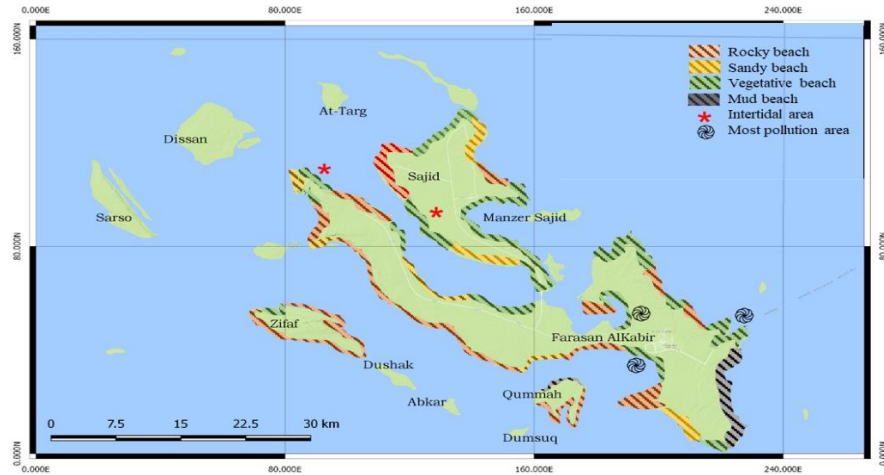 0.000E 80.000E 160.000E 240.000E
160.000N
Rocky beach
Sandy beach
Vegetative beach
Mud beach
Intertidal area
Most pollution area
At-Targ
Dissan
Sajid
Sarso
Manzer Sajid
80.000N
Zifaf
Farasan AlKabir
Dushak
Qummah
Abkar
Dumsuq
0 7.5 15 22.5 30 km
0.000N
0.000E 80.000E 160.000E 240.000E